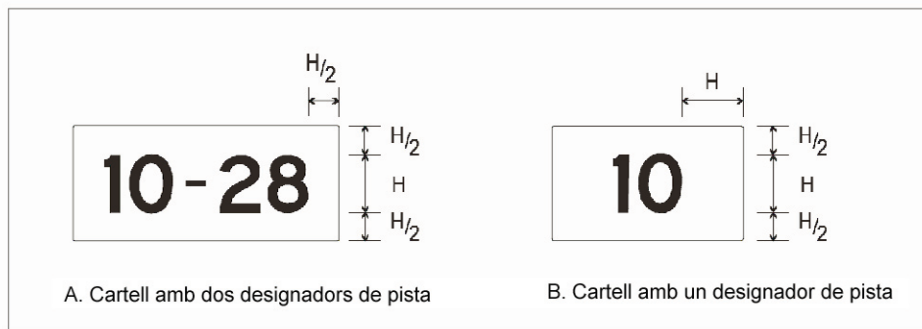 H/2
H
10-28
H/2
H
H/2
10
H/2
H
H/2
A. Cartell amb dos designadors de pista
B. Cartell amb un designador de pista